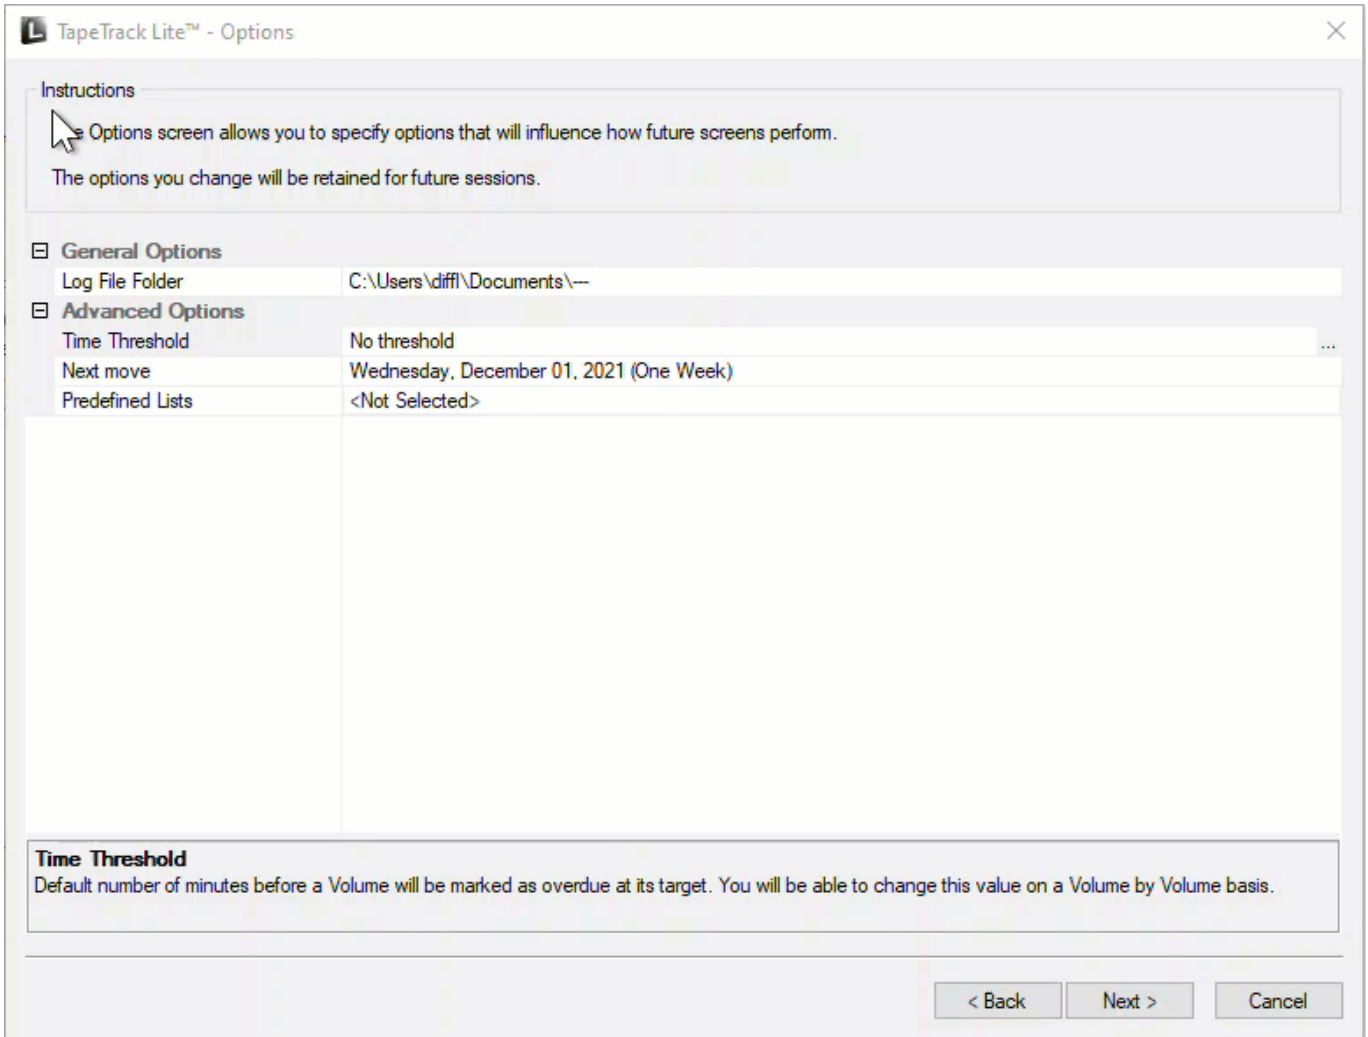 TapeTrack Lite™ - Options
Instructions
e Options screen allows you to specify options that will influence how future screens perform.
The options you change will be retained for future sessions.
General Options
Log File Folder C:\Users\diffl\Documents\---
Advanced Options
Time Threshold No threshold ...
Next move Wednesday, December 01, 2021 (One Week)
Predefined Lists <Not Selected>
Time Threshold
Default number of minutes before a Volume will be marked as overdue at its target. You will be able to change this value on a Volume by Volume basis.
< Back Next > Cancel